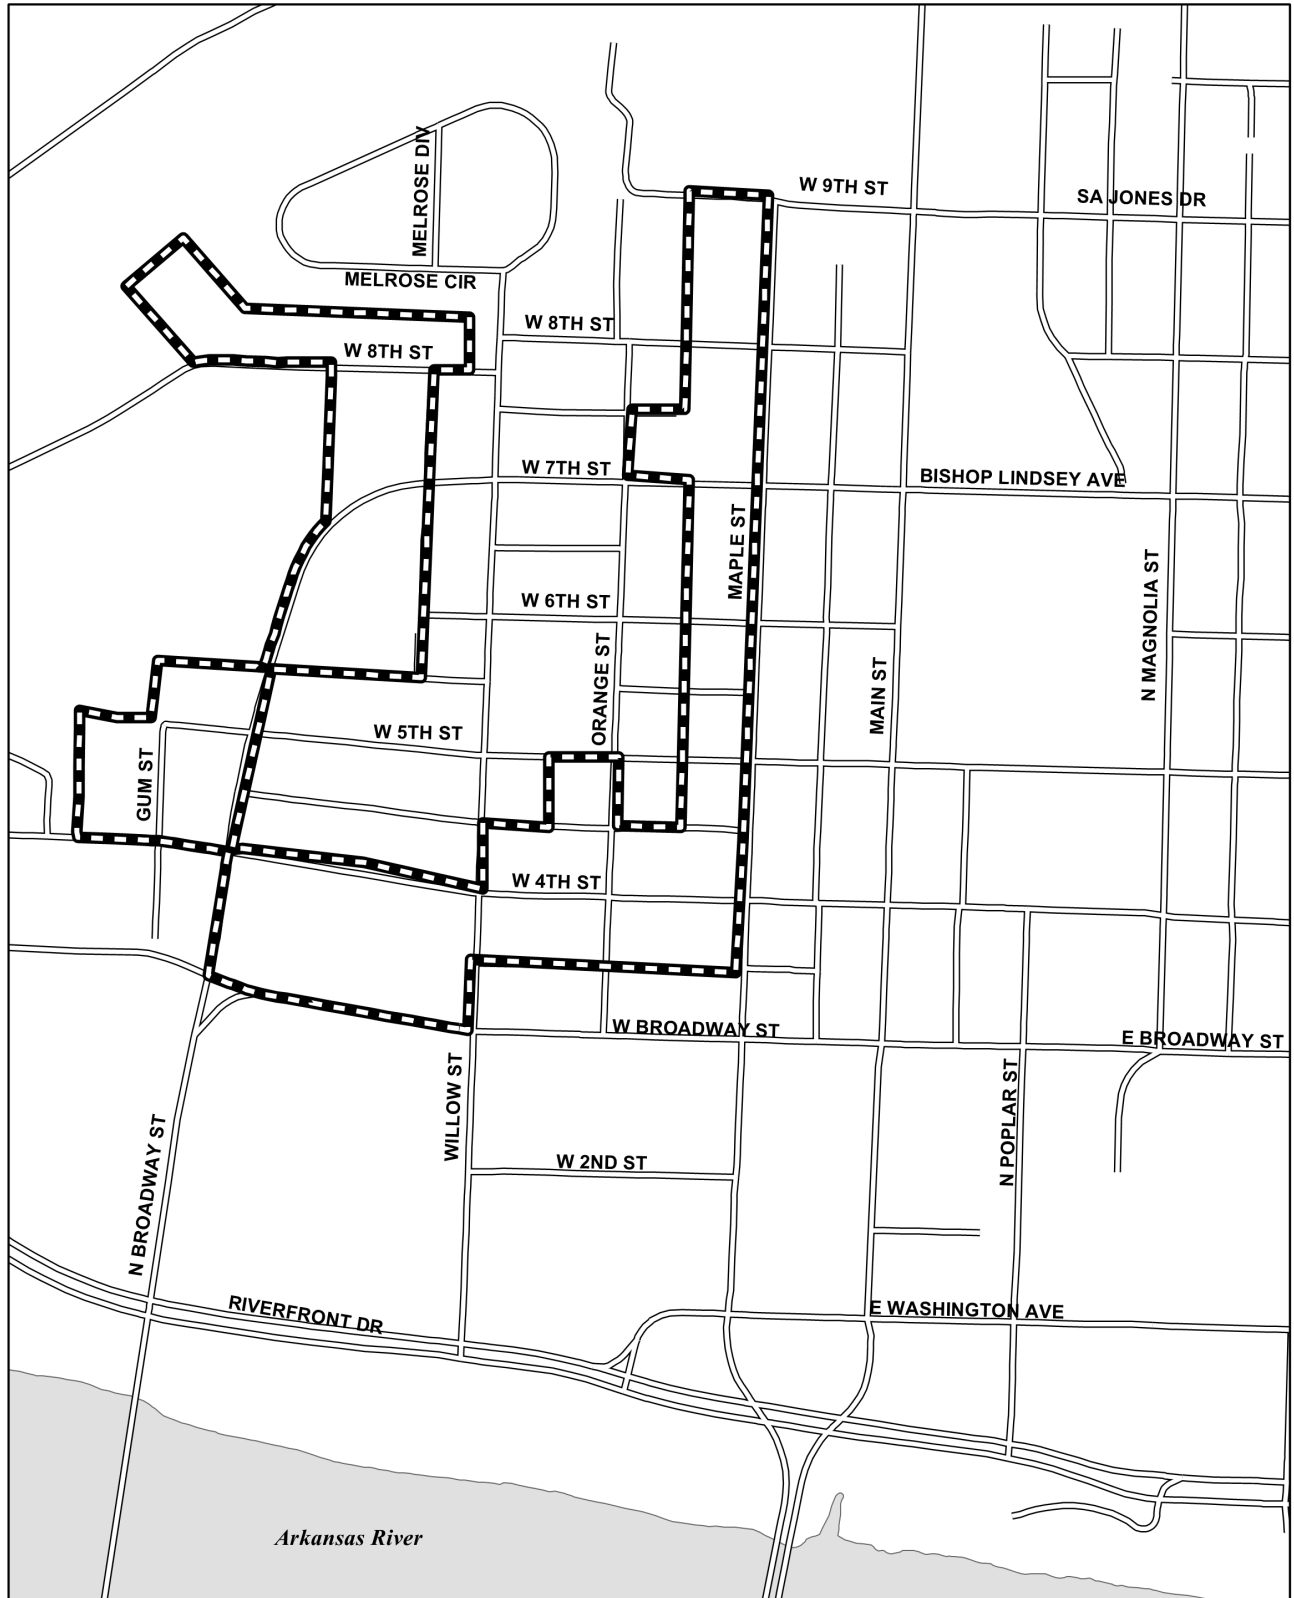 MELROSE DIV
W 9TH ST
SA JONES DR
MELROSE CIR
W 8TH ST
W 8TH ST
W 7TH ST
BISHOP LINDSEY AVE
MAPLE ST
W 6TH ST
N MAGNOLIA ST
ORANGE ST
MAIN ST
W 5TH ST
GUM ST
W 4TH ST
W BROADWAY ST
E BROADWAY ST
WILLOW ST
N POPLAR ST
W 2ND ST
N BROADWAY ST
RIVERFRONT DR
E WASHINGTON AVE
Arkansas River